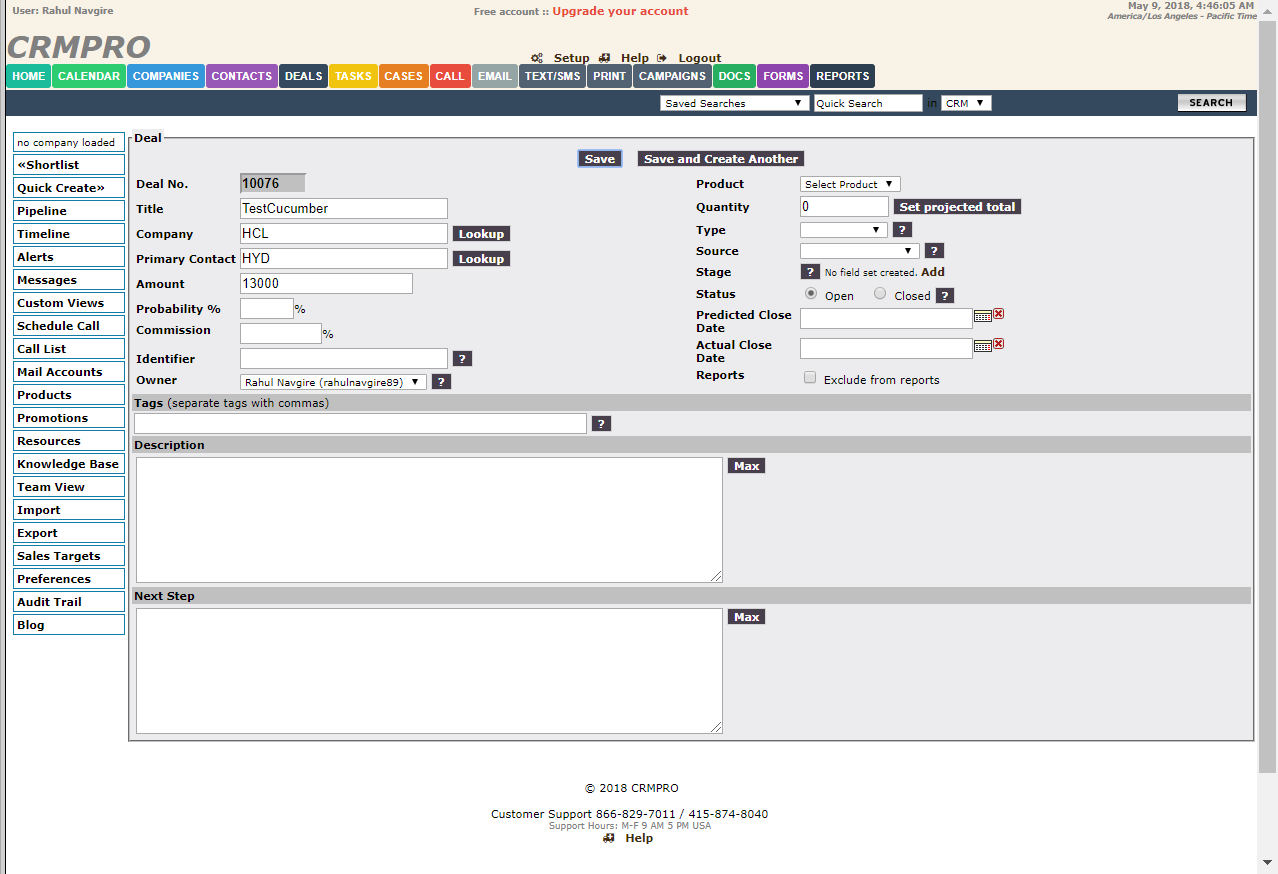 User: Rahul Navgire
Free account :: Upgrade your account
May 9, 2018, 4:46:05 AM
America/Los Angeles - Pacific Time
CRMPRO
Setup Help Logout
HOME CALENDAR COMPANIES CONTACTS DEALS TASKS CASES CALL EMAIL TEXT/SMS PRINT CAMPAIGNS DOCS FORMS REPORTS
Saved Searches Quick Search in CRM SEARCH
no company loaded
«Shortlist
Quick Create»
Pipeline
Timeline
Alerts
Messages
Custom Views
Schedule Call
Call List
Mail Accounts
Products
Promotions
Resources
Knowledge Base
Team View
Import
Export
Sales Targets
Preferences
Audit Trail
Blog
Deal
Save Save and Create Another
Deal No. 10076
Title TestCucumber
Company HCL Lookup
Primary Contact HYD Lookup
Amount 13000
Probability % %
Commission %
Identifier ?
Owner Rahul Navgire (rahulnavgire89) ?
Product Select Product
Quantity 0 Set projected total
Type ?
Source ?
Stage ? No field set created. Add
Status Open Closed ?
Predicted Close
Date
Actual Close
Date
Reports Exclude from reports
Tags (separate tags with commas)
?
Description
Max
Next Step
Max
© 2018 CRMPRO
Customer Support 866-829-7011 / 415-874-8040
Support Hours: M-F 9 AM 5 PM USA
Help